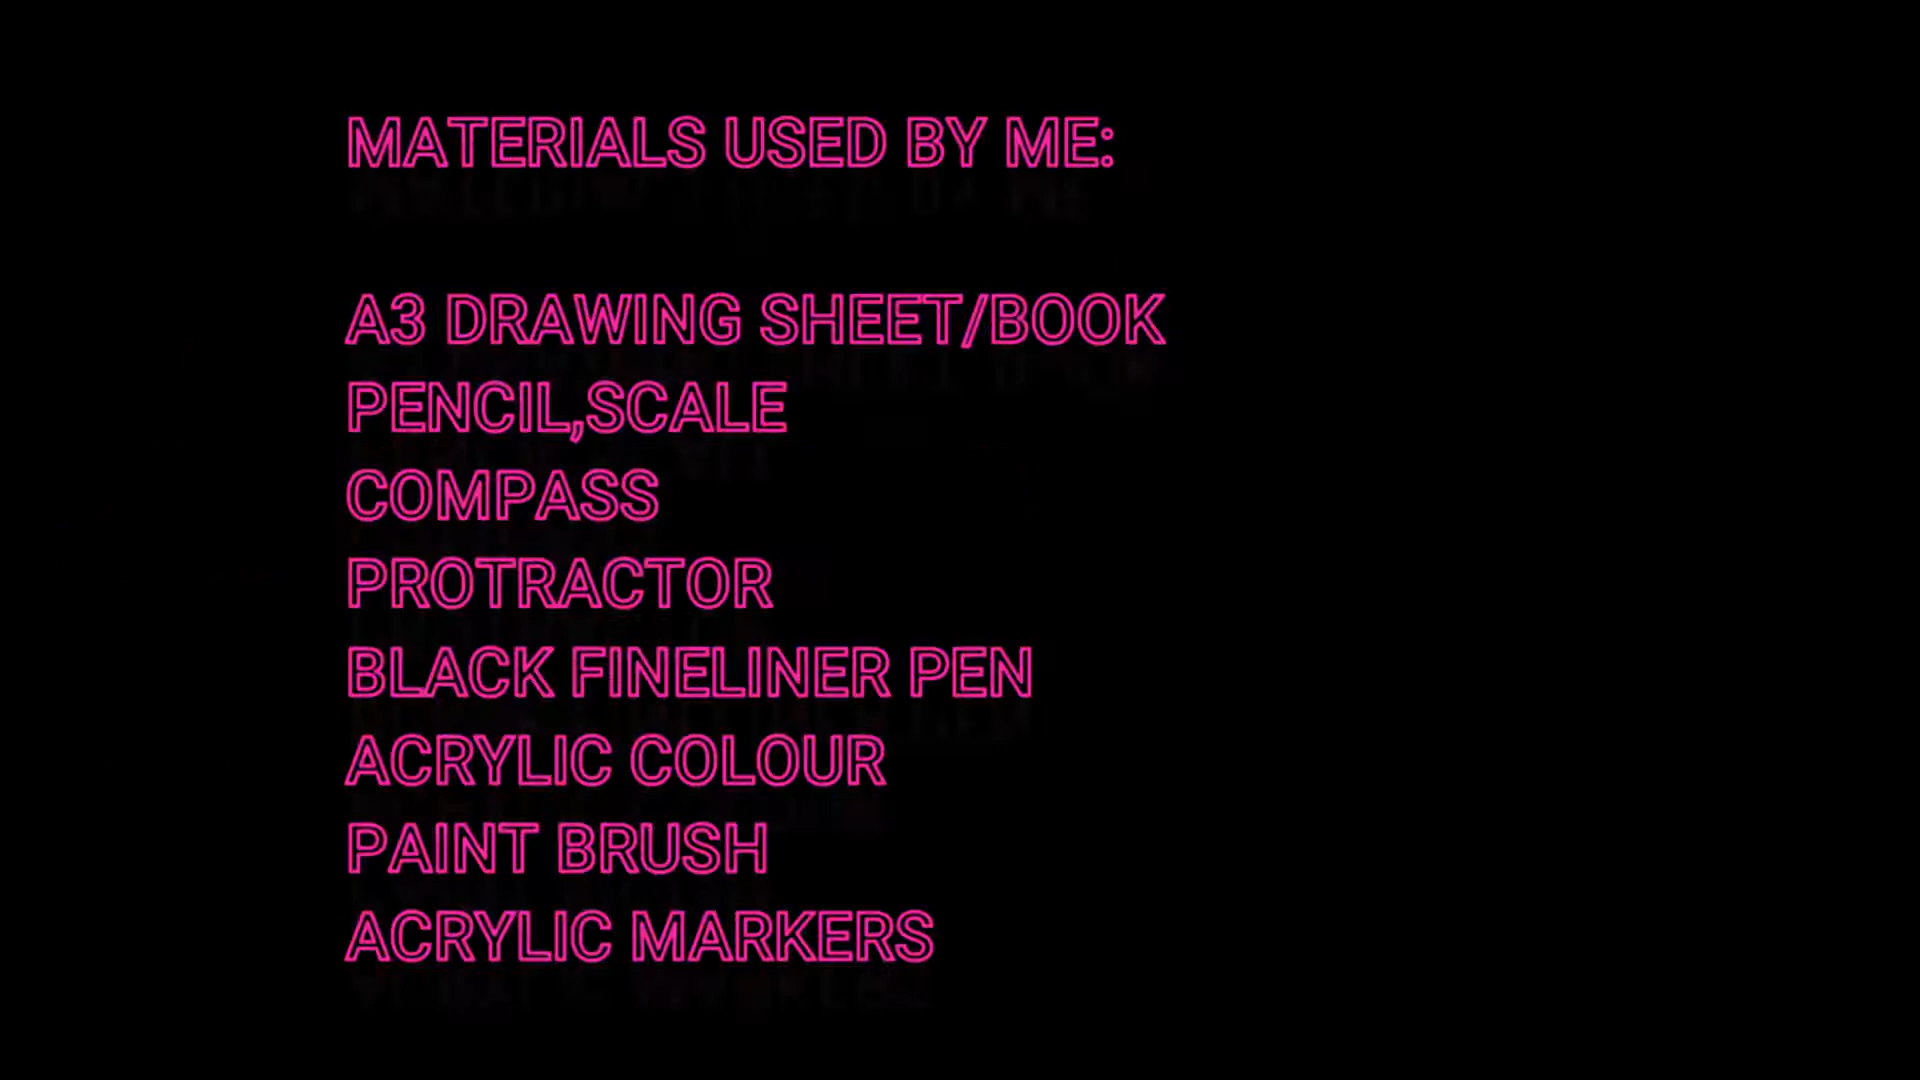 MATERIALS USED BY ME:
A3 DRAWING SHEET/BOOK
PENCIL,SCALE
COMPASS
PROTRACTOR
BLACK FINELINER PEN
ACRYLIC COLOUR
PAINT BRUSH
ACRYLIC MARKERS